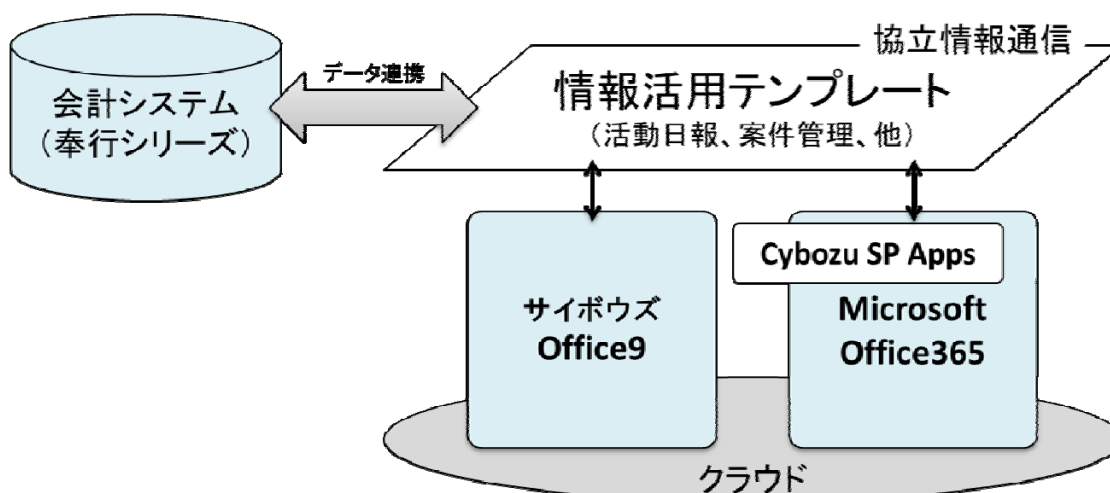 協立情報通信
データ連携
会計システム
（奉行シリーズ）
情報活用テンプレート
（活動日報、案件管理、他）
Cybozu SP Apps
サイボウズ
Office9
Microsoft
Office365
クラウド